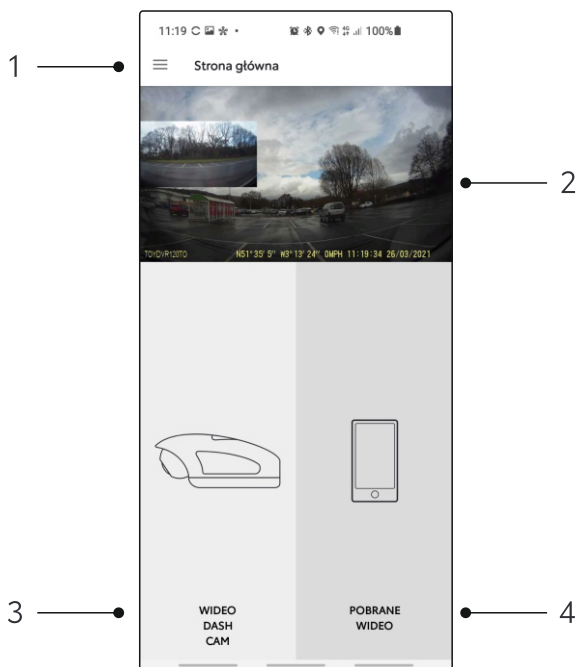 11:19 100%
1
Strona główna
2
TOYDVR120TO N51°35' 5" W3°13' 24" 0MPH 11:19:34 26/03/2021
3
WIDEO
DASH
CAM
POBRANE
WIDEO
4